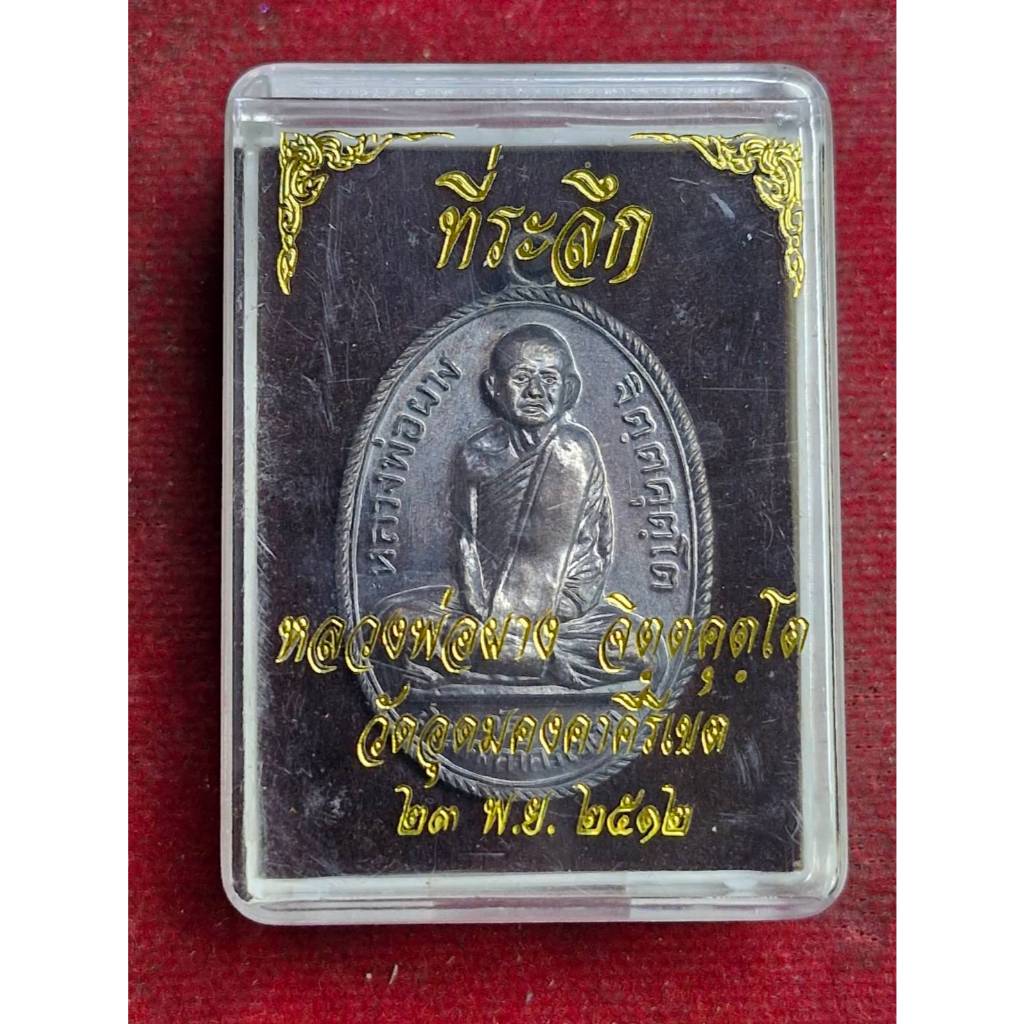 ที่ระลึก
หลวงพ่อผาง
จิตฺตคุตฺโต
หลวงพ่อผาง จิตฺตคุตฺโต
วัดอุดมคงคาคีรีเขต
๒๓ พ.ย. ๒๕๑๒